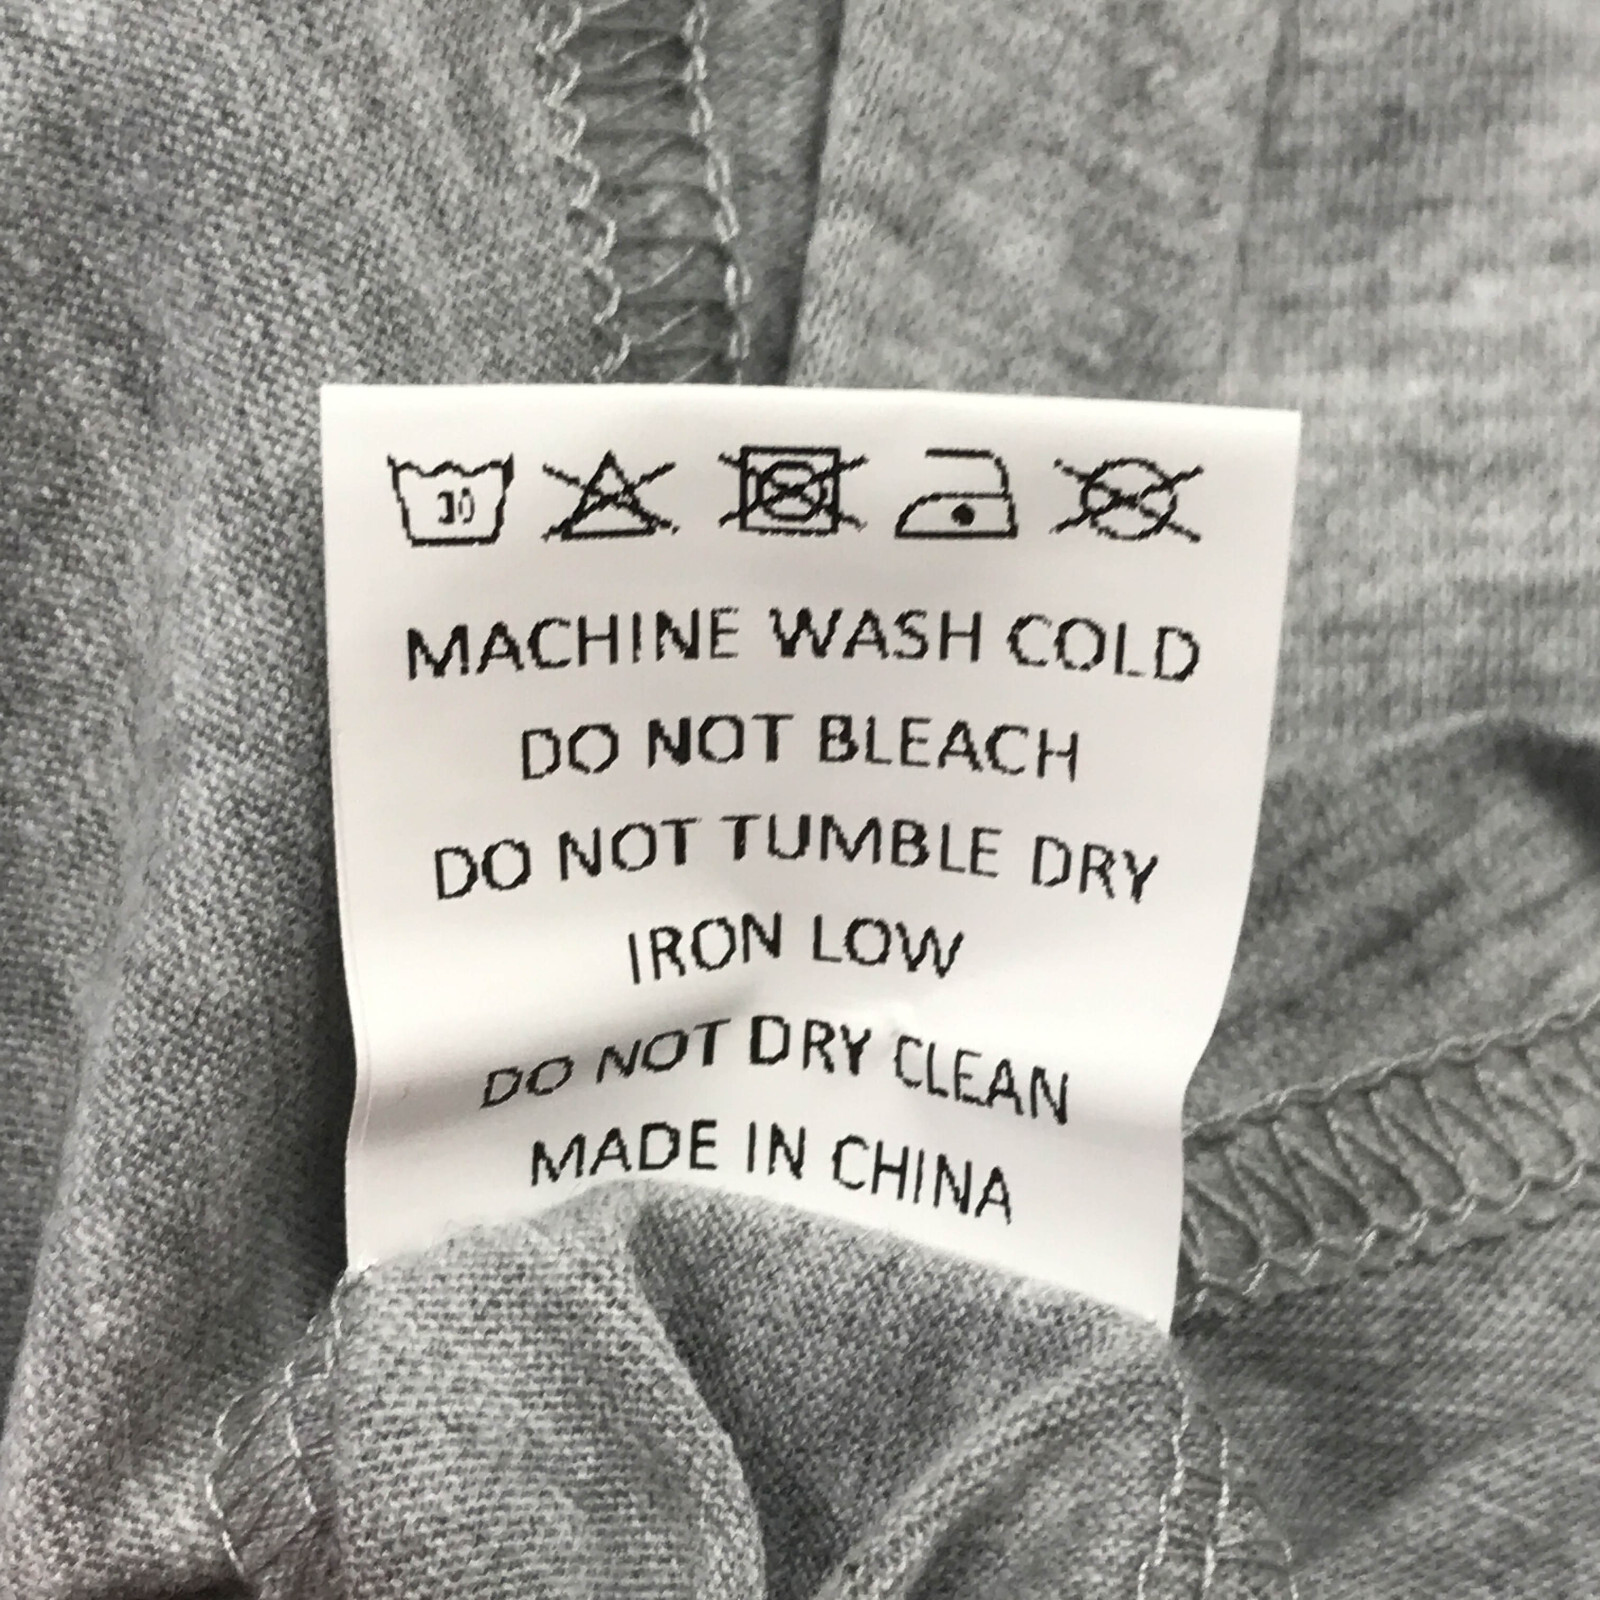 30
MACHINE WASH COLD
DO NOT BLEACH
DO NOT TUMBLE DRY
IRON LOW
DO NOT DRY CLEAN
MADE IN CHINA